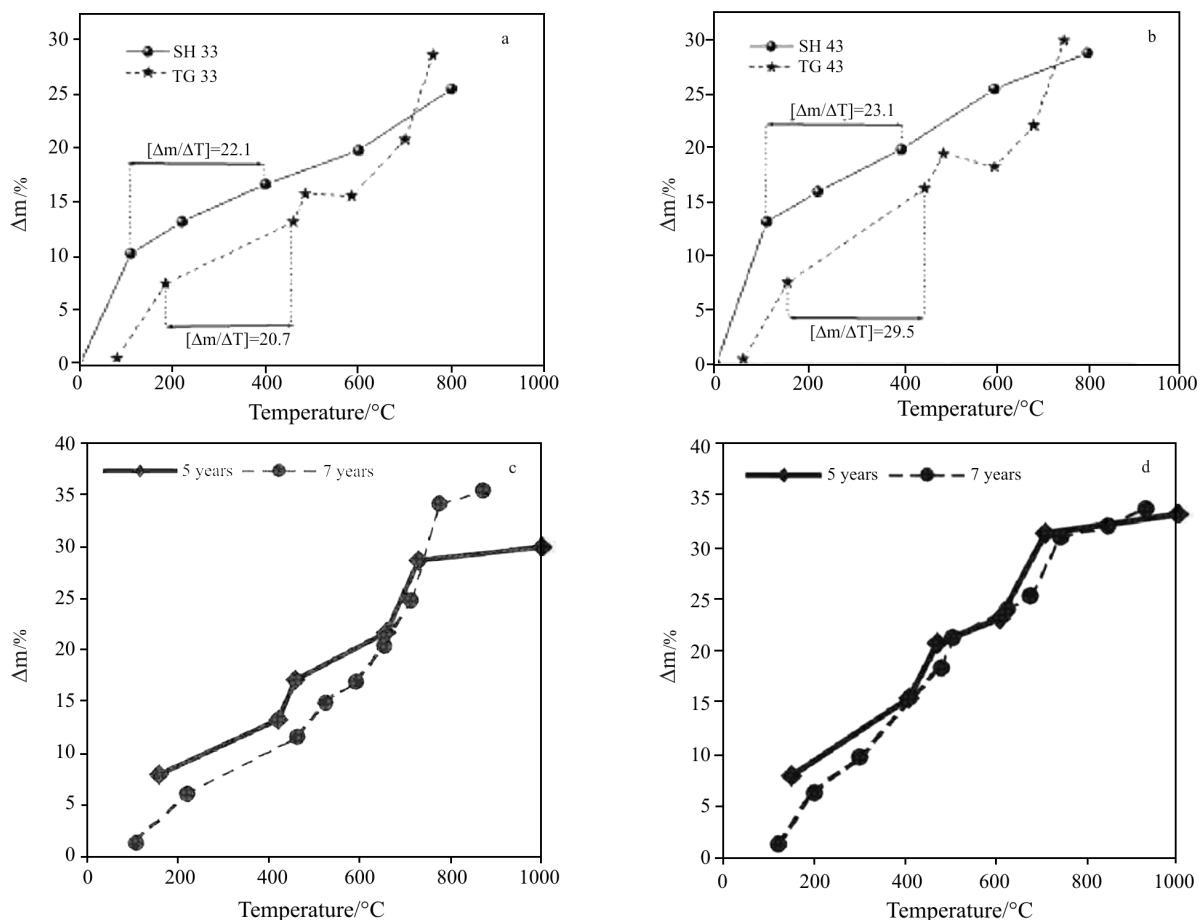 a
SH 33
TG 33
[Δm/ΔT]=22.1
[Δm/ΔT]=20.7
30
25
20
15
10
5
0
Δm/%
0 200 400 600 800 1000
Temperature/°C
b
SH 43
TG 43
[Δm/ΔT]=23.1
[Δm/ΔT]=29.5
30
25
20
15
10
5
0
Δm/%
0 200 400 600 800 1000
Temperature/°C
c
5 years 7 years
40
35
30
25
20
15
10
5
0
Δm/%
0 200 400 600 800 1000
Temperature/°C
d
5 years 7 years
40
35
30
25
20
15
10
5
0
Δm/%
0 200 400 600 800 1000
Temperature/°C